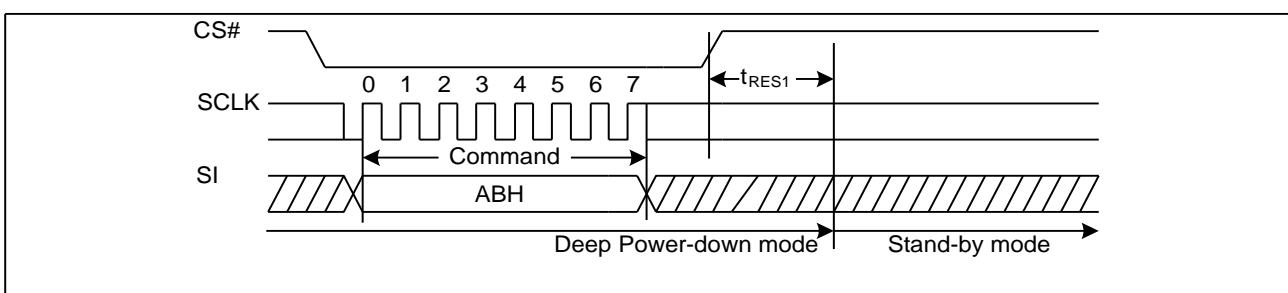 CS#
tRES1
0 1 2 3 4 5 6 7
SCLK
Command
SI
ABH
Deep Power-down mode Stand-by mode